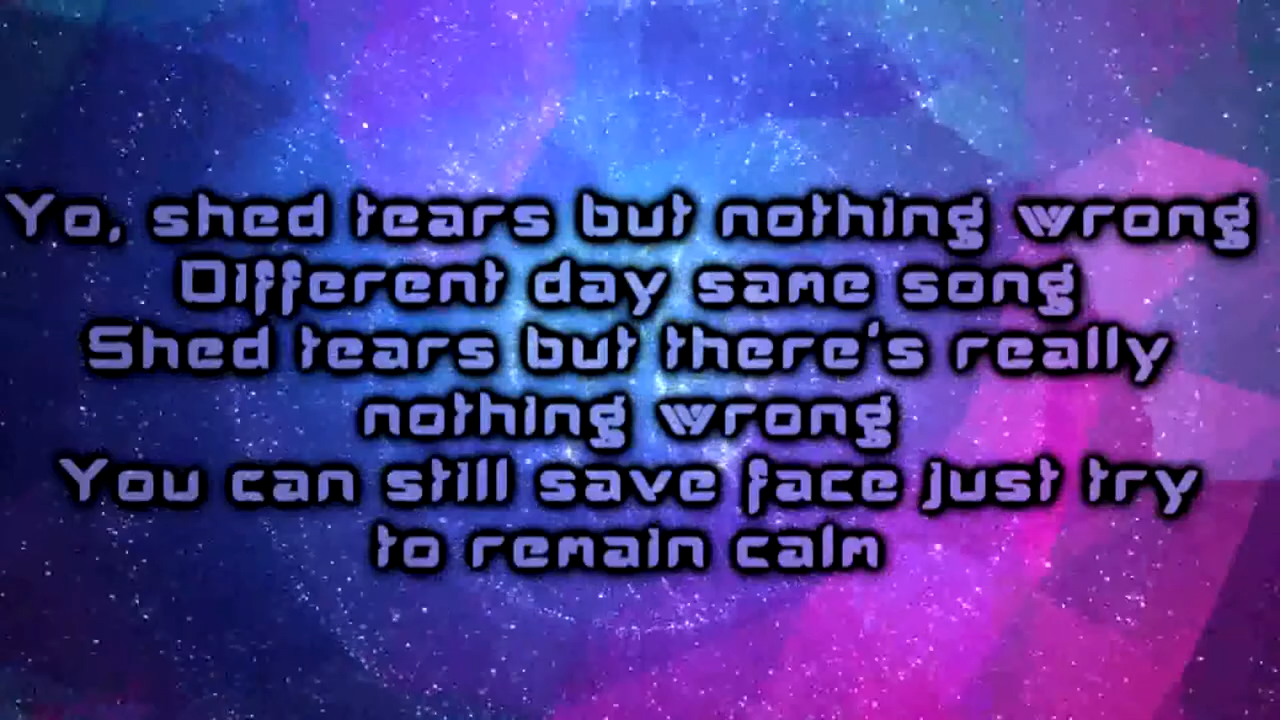 Yo, shed tears but nothing wrong
Different day same song
Shed tears but there's really
nothing wrong
You can still save face just try
to remain calm